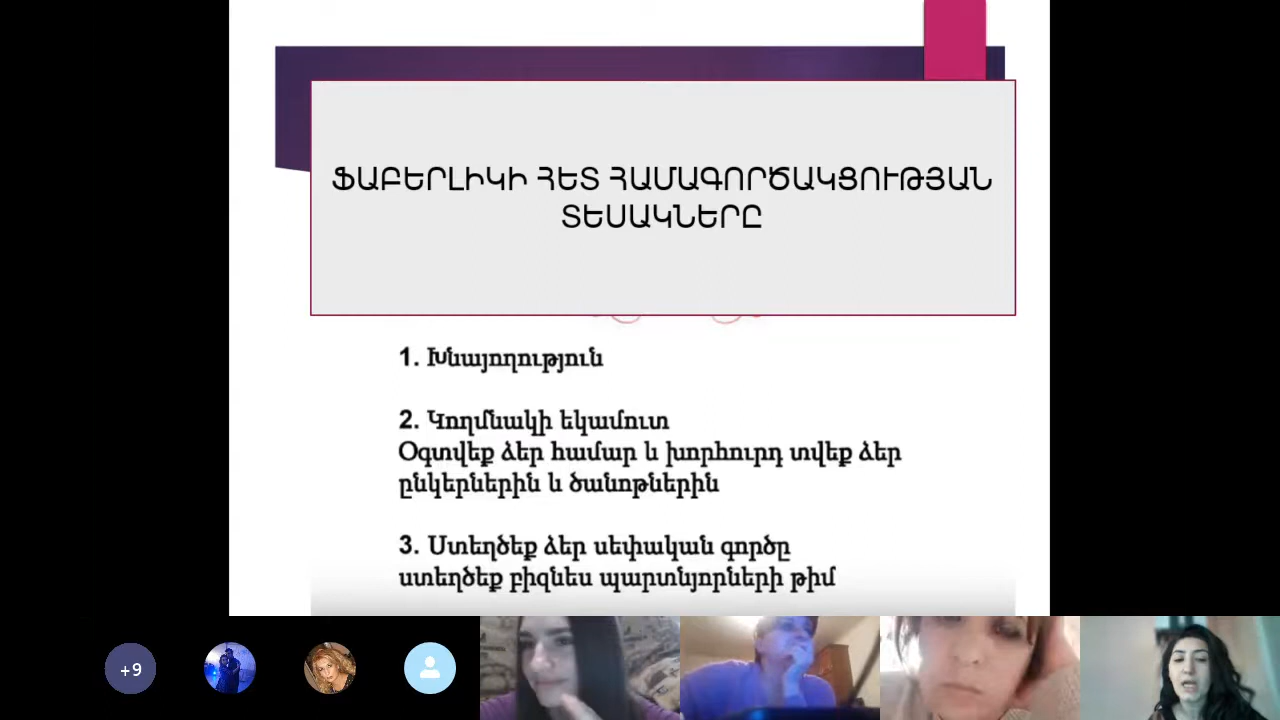 ՖԱԲԵՐԼԻԿԻ ՀԵՏ ՀԱՄԱԳՈՐԾԱԿՑՈՒԹՅԱՆ
ՏԵՍԱԿՆԵՐԸ
1. Խնայողություն
2. Կողմնակի եկամուտ
Օգտվեք ձեր համար և խորհուրդ տվեք ձեր
ընկերներին և ծանոթներին
3. Ստեղծեք ձեր սեփական գործը
ստեղծեք բիզնես պարտնյորների թիմ
+9